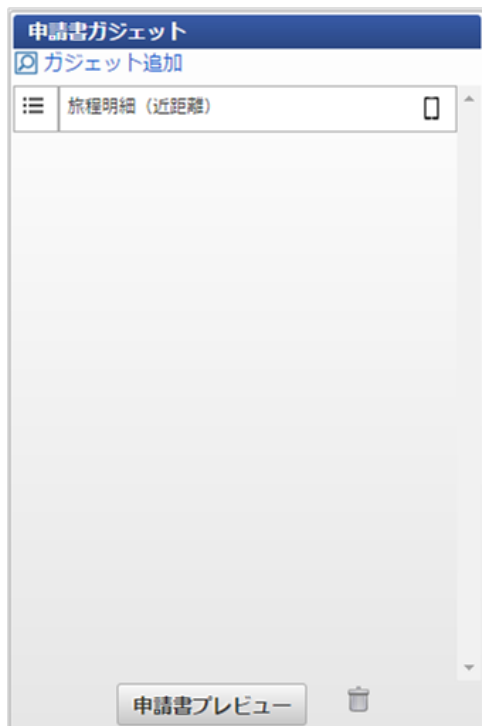 申請書ガジェット
ガジェット追加
旅程明細（近距離）
申請書プレビュー